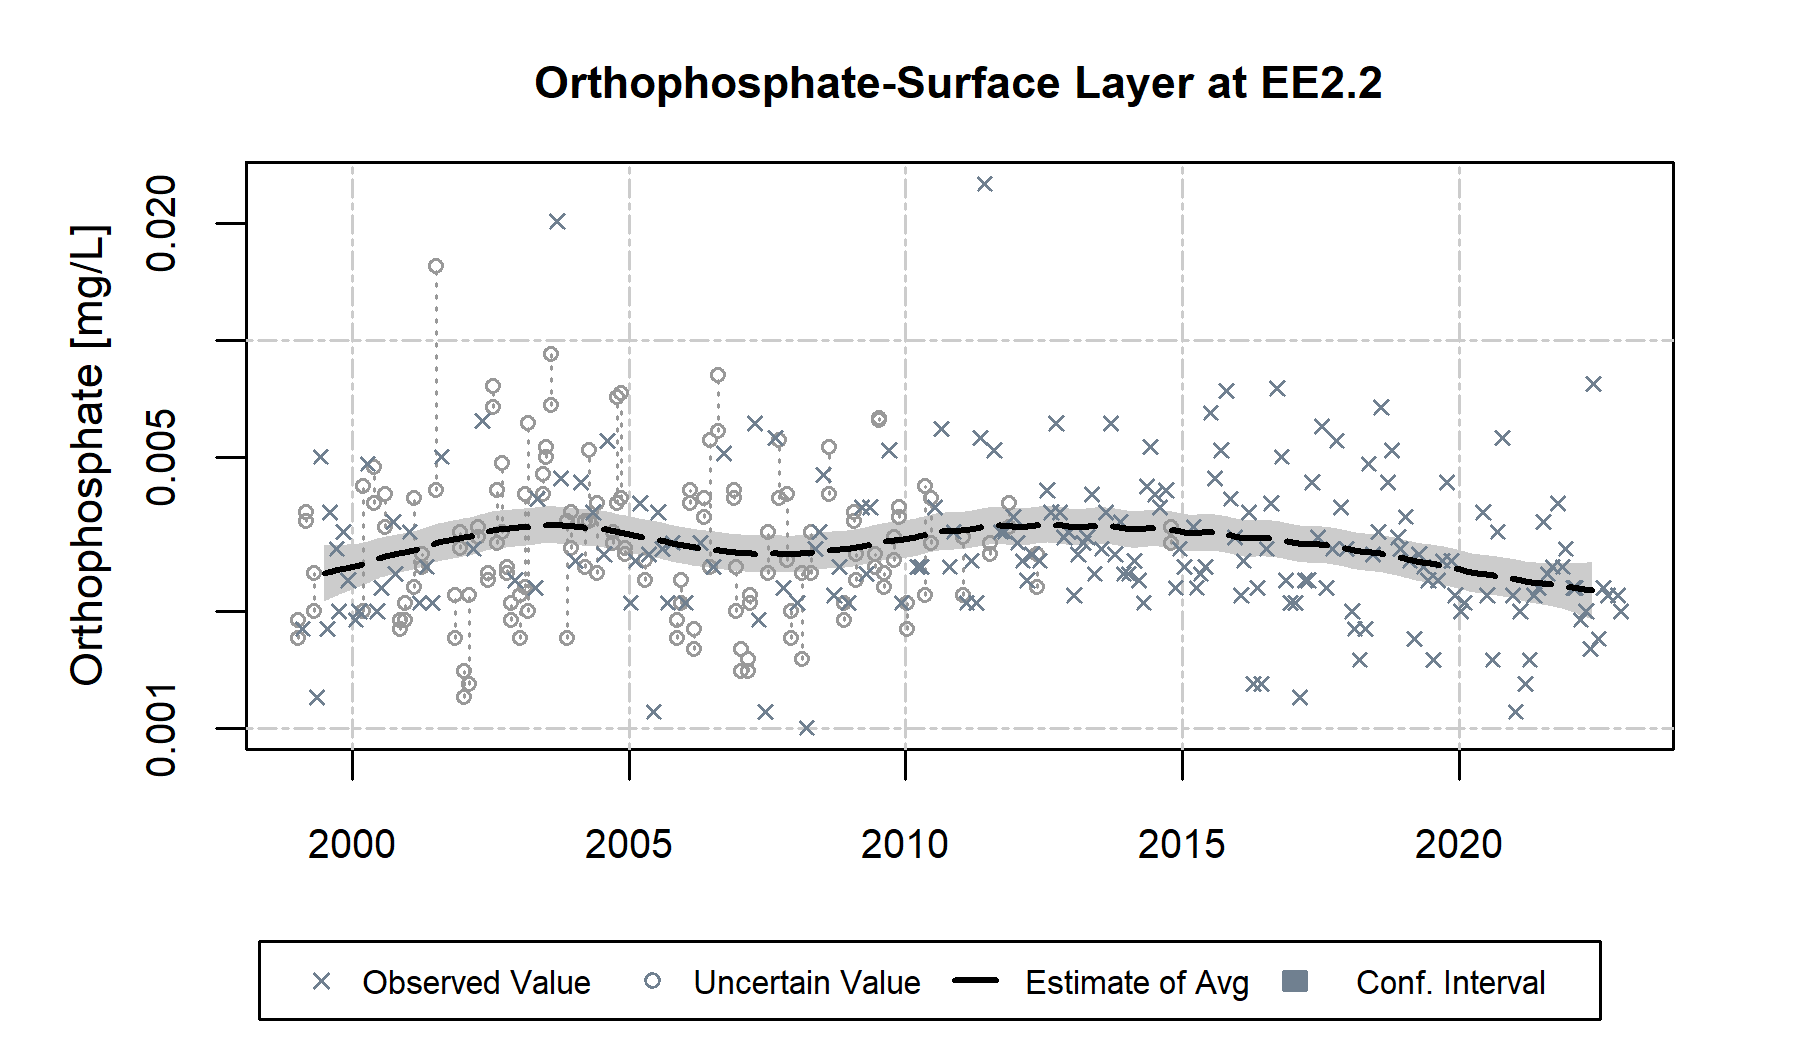 Orthophosphate-Surface Layer at EE2.2
Orthophosphate [mg/L]
0.020
0.005
0.001
2000 2005 2010 2015 2020
Observed Value Uncertain Value Estimate of Avg Conf. Interval